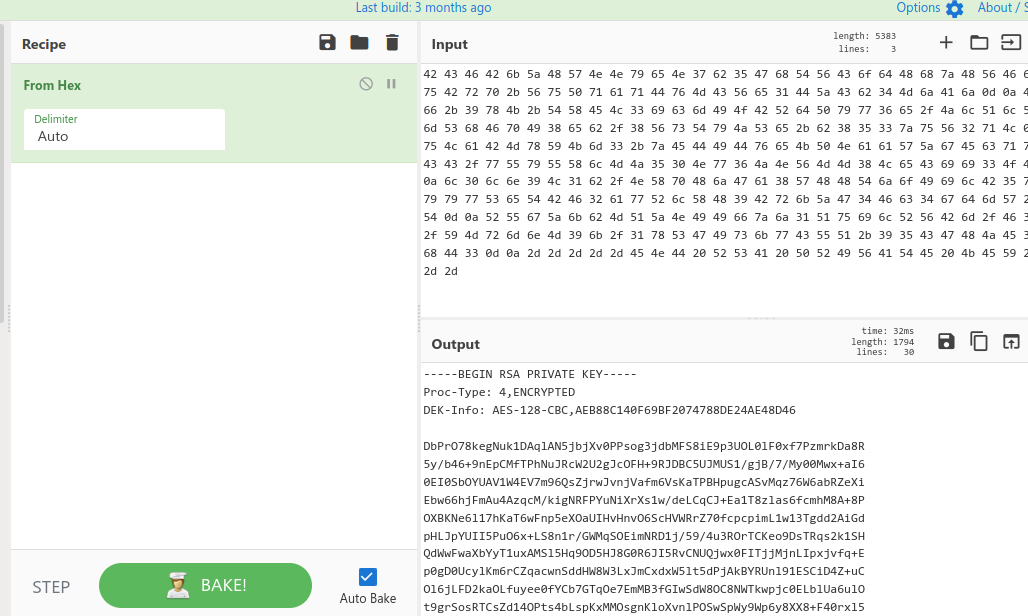 Last build: 3 months ago
Options
About / S
Recipe
From Hex
Delimiter
Auto
STEP
BAKE!
Auto Bake
Input
length: 5383
lines: 3
42 43 46 42 6b 5a 48 57 4e 4e 79 65 4e 37 62 35 47 68 54 56 43 6f 64 48 68 7a 48 56 46 6
75 42 72 70 2b 56 75 50 71 61 71 44 76 4d 43 56 65 31 44 5a 43 62 34 4d 6a 41 6a 0d 0a 4
66 2b 39 78 4b 2b 54 58 45 4c 33 69 63 6d 49 4f 42 52 64 50 79 77 36 65 2f 4a 6c 51 6c 5
6d 53 68 46 70 49 38 65 62 2f 38 56 73 54 79 4a 53 65 2b 62 38 35 33 7a 75 56 32 71 4c 0
75 4c 61 42 4d 78 59 4b 6d 33 2b 7a 45 44 49 44 76 65 4b 50 4e 61 61 57 5a 67 45 63 71 7
43 43 2f 77 55 79 55 58 6c 4d 4a 35 30 4e 77 36 4a 4e 56 4d 4d 38 4c 65 43 69 69 33 4f 4
0a 6c 30 6c 6e 39 4c 31 62 2f 4e 58 70 48 6a 47 61 38 57 48 48 54 6a 6f 49 69 6c 42 35 7
79 79 77 53 65 54 42 46 32 61 77 52 6c 58 48 39 42 72 6b 5a 47 34 46 63 34 67 64 6d 57 2
54 0d 0a 52 55 67 5a 6b 62 4d 51 5a 4e 49 49 66 7a 6a 31 51 75 69 6c 52 56 42 6d 2f 46 3
2f 59 4d 72 6d 6e 4d 39 6b 2f 31 78 53 47 49 73 6b 77 43 55 51 2b 39 35 43 47 48 4a 45 3
68 44 33 0d 0a 2d 2d 2d 2d 2d 45 4e 44 20 52 53 41 20 50 52 49 56 41 54 45 20 4b 45 59 2
2d 2d
Output
time: 32ms
length: 1794
lines: 30
-----BEGIN RSA PRIVATE KEY-----
Proc-Type: 4,ENCRYPTED
DEK-Info: AES-128-CBC,AEB88C140F69BF2074788DE24AE48D46
DbPrO78kegNuk1DAqlAN5jbjXv0PPsog3jdbMFS8iE9p3UOL0lF0xf7PzmrkDa8R
5y/b46+9nEpCMfTPhNuJRcW2U2gJcOFH+9RJDBC5UJMUS1/gjB/7/My00Mwx+aI6
0EI0SbOYUAV1W4EV7m96QsZjrwJvnjVafm6VsKaTPBHpugcASvMqz76W6abRZeXi
Ebw66hjFmAu4AzqcM/kigNRFPYuNiXrXs1w/deLCqCJ+Ea1T8zlas6fcmhM8A+8P
OXBKNe6l17hKaT6wFnp5eXOaUIHvHnvO6ScHVWRrZ70fcpcpimL1w13Tgdd2AiGd
pHLJpYUII5PuO6x+LS8n1r/GWMqSOEimNRD1j/59/4u3ROrTCKeo9DsTRqs2k1SH
QdWwFwaXbYyT1uxAMSl5Hq9OD5HJ8G0R6JI5RvCNUQjwx0FITjjMjnLIpxjvfq+E
p0gD0UcylKm6rCZqacwnSddHW8W3LxJmCxdxW5lt5dPjAkBYRUnl91ESCiD4Z+uC
Ol6jLFD2kaOLfuyee0fYCb7GTqOe7EmMB3fGIwSdW8OC8NWTkwpjc0ELblUa6ulO
t9grSosRTCsZd14OPts4bLspKxMMOsgnKloXvnlPOSwSpWy9Wp6y8XX8+F40rxl5